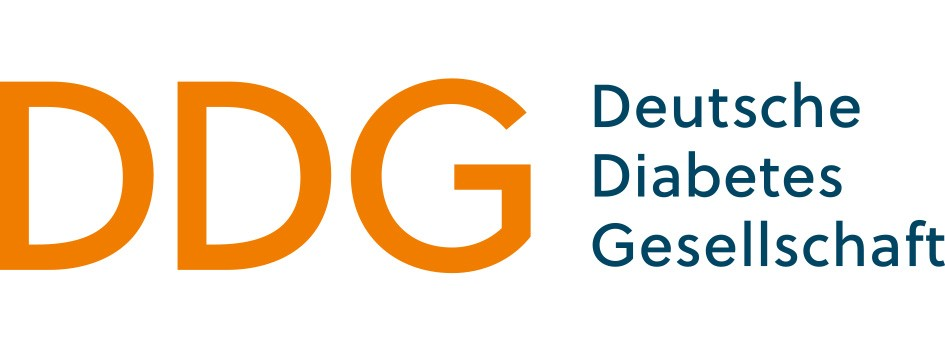 DDG
Deutsche
Diabetes
Gesellschaft